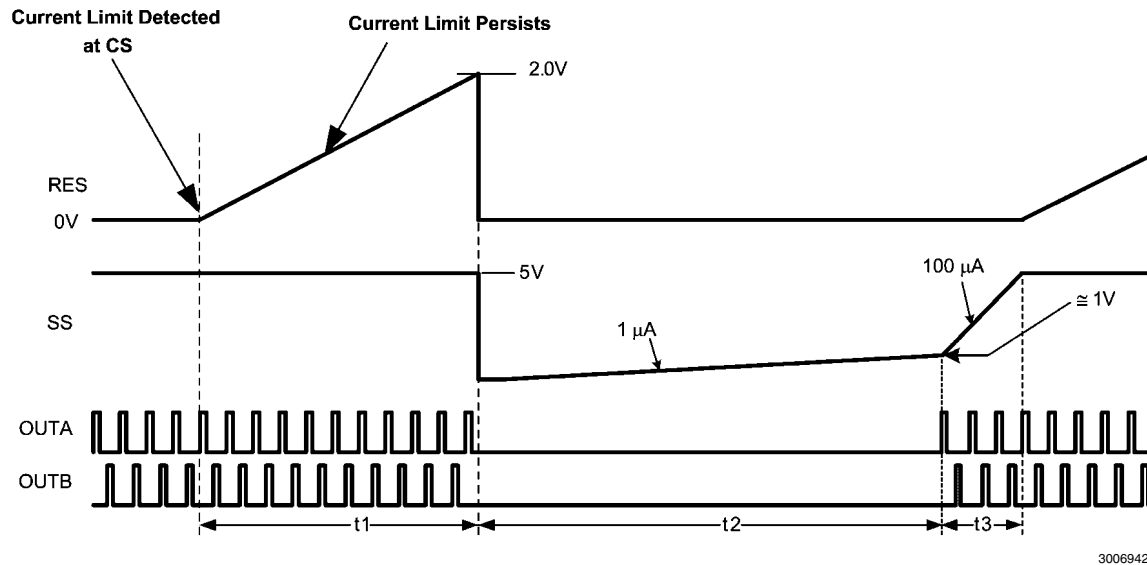 Current Limit Detected
at CS
Current Limit Persists
2.0V
RES
0V
5V
100 μA
≅ 1V
SS
1 μA
OUTA
OUTB
t1
t2
t3
3006942